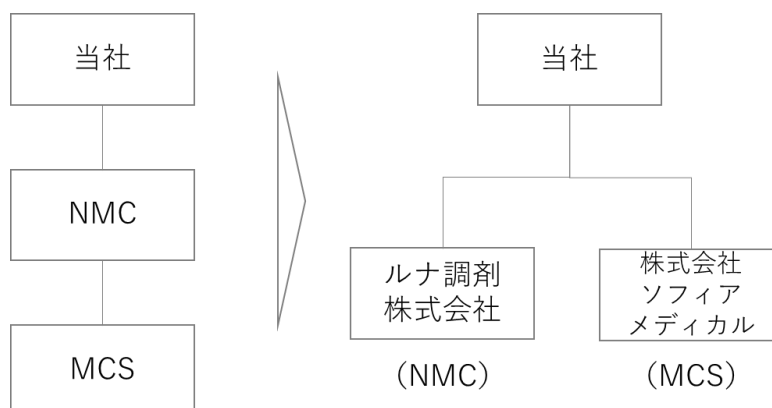 当社
NMC
MCS
当社
ルナ調剤
株式会社
(NMC)
株式会社
ソフィア
メディカル
(MCS)